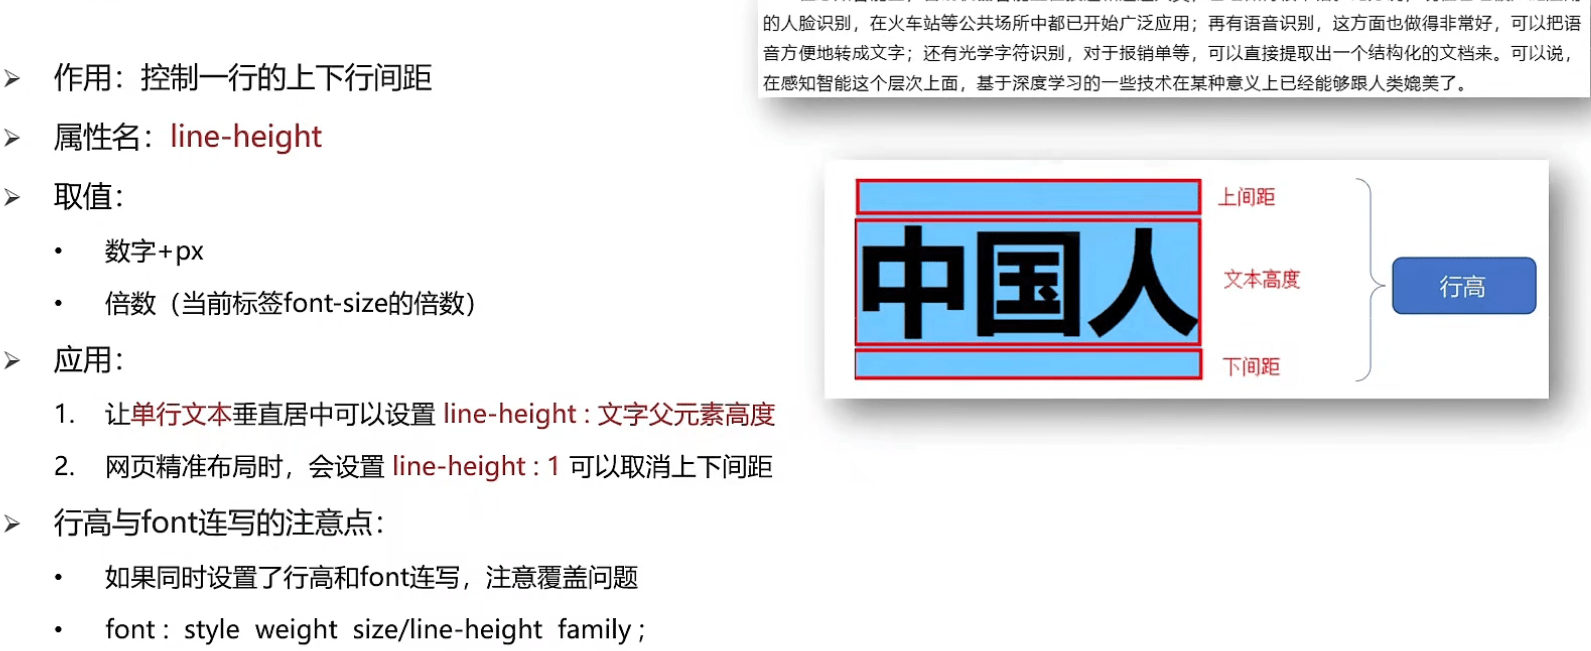 的人脸识别，在火车站等公共场所中都已开始广泛应用；再有语音识别，这方面也做得非常好，可以把语
音方便地转成文字；还有光学字符识别，对于报销单等，可以直接提取出一个结构化的文档来。可以说，
在感知智能这个层次上面，基于深度学习的一些技术在某种意义上已经能够跟人类媲美了。
➢ 作用：控制一行的上下行间距
➢ 属性名：line-height
➢ 取值：
• 数字+px
• 倍数（当前标签font-size的倍数）
➢ 应用：
1. 让单行文本垂直居中可以设置 line-height : 文字父元素高度
2. 网页精准布局时，会设置 line-height : 1 可以取消上下间距
➢ 行高与font连写的注意点：
• 如果同时设置了行高和font连写，注意覆盖问题
• font : style weight size/line-height family ;
上间距
中国人
文本高度
行高
下间距